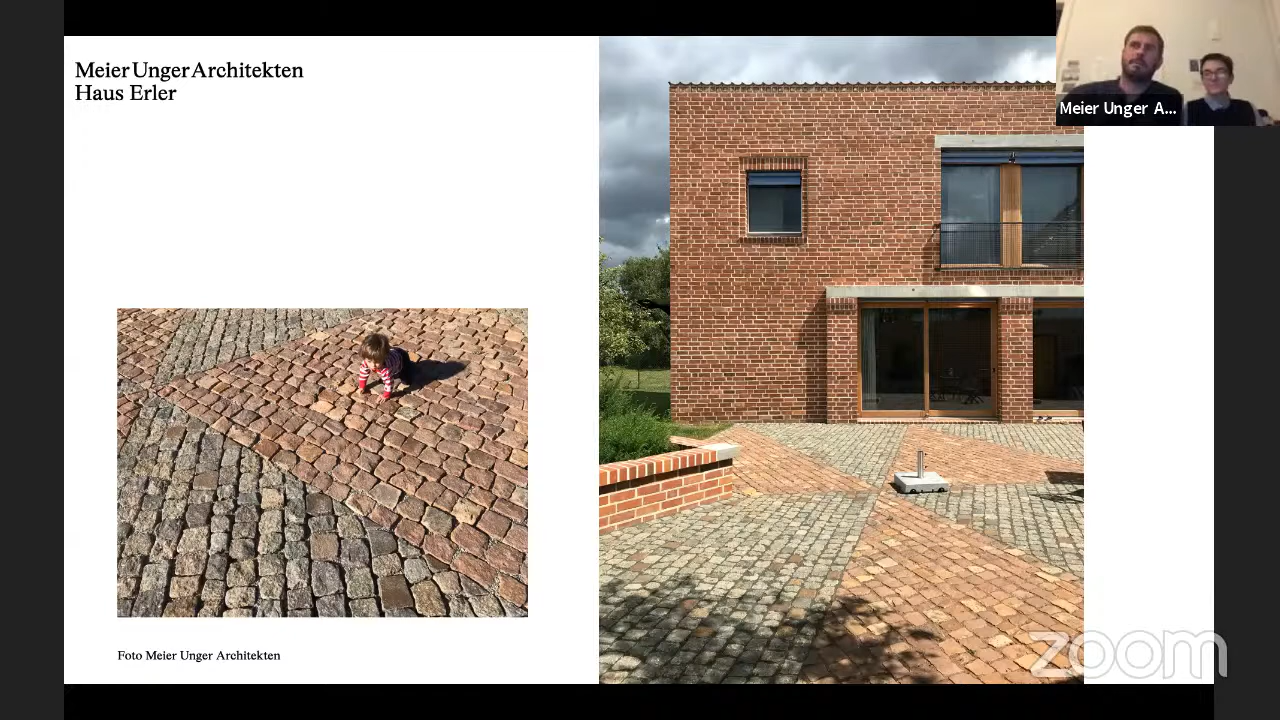 Meier Unger Architekten
Haus Erler
Meier Unger A...
Foto Meier Unger Architekten
zoom